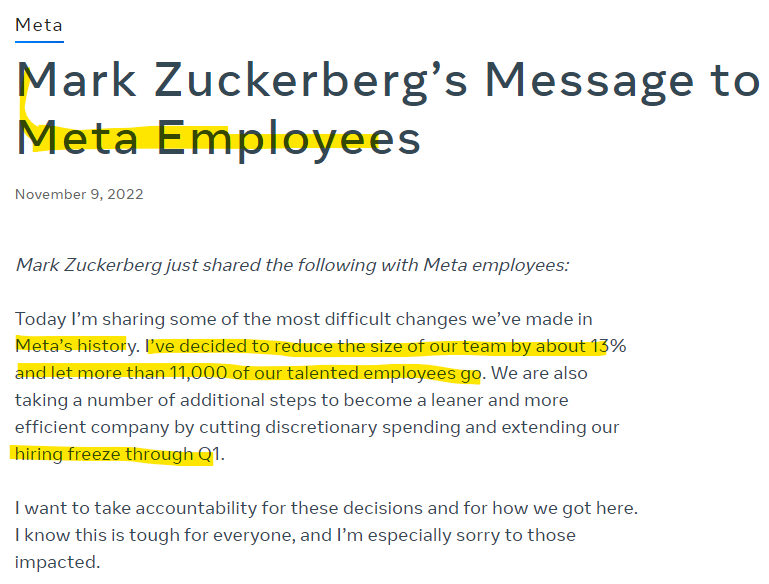 Meta
Mark Zuckerberg’s Message to
Meta Employees
November 9, 2022
Mark Zuckerberg just shared the following with Meta employees:
Today I’m sharing some of the most difficult changes we’ve made in
Meta’s history. I’ve decided to reduce the size of our team by about 13%
and let more than 11,000 of our talented employees go. We are also
taking a number of additional steps to become a leaner and more
efficient company by cutting discretionary spending and extending our
hiring freeze through Q1.
I want to take accountability for these decisions and for how we got here.
I know this is tough for everyone, and I’m especially sorry to those
impacted.